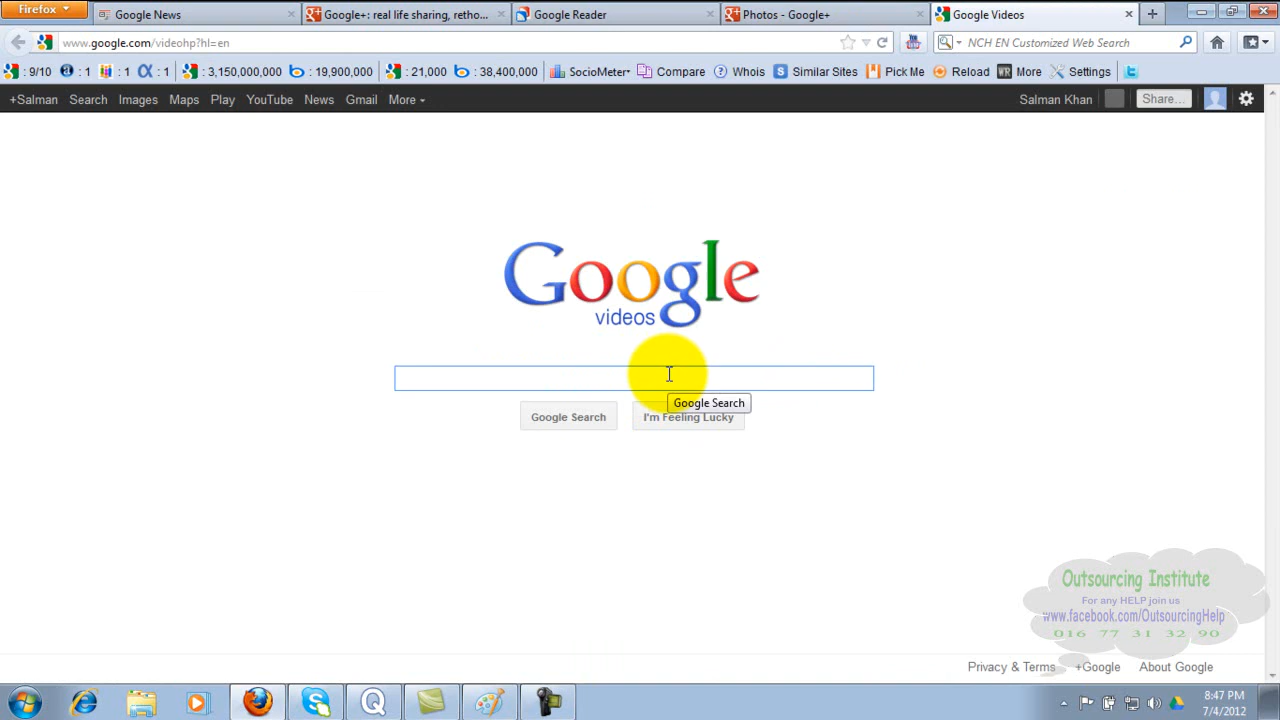 Firefox
Google News
Google+: real life sharing, retho...
Google Reader
Photos - Google+
Google Videos
www.google.com/videohp?hl=en
NCH EN Customized Web Search
: 9/10 : 1 : 1 α : 1 : 3,150,000,000 : 19,900,000 : 21,000 : 38,400,000 SocioMeter Compare Whois Similar Sites Pick Me Reload More Settings
+Salman Search Images Maps Play YouTube News Gmail More
Salman Khan Share...
Google
videos
Google Search
Google Search
I'm Feeling Lucky
Outsourcing Institute
For any HELP join us
www.facebook.com/OutsourcingHelp
016 77 31 32 90
Privacy & Terms +Google About Google
8:47 PM
7/4/2012